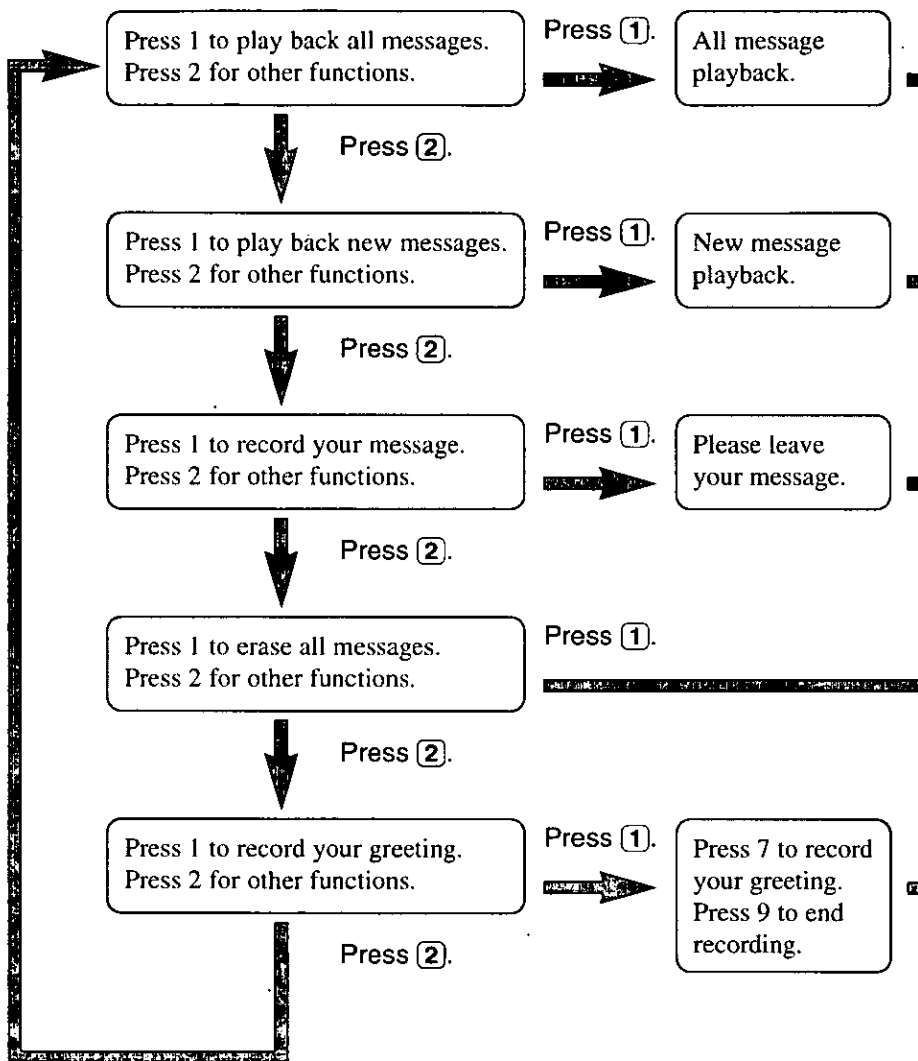 Press 1 to play back all messages.
Press 2 for other functions.
Press 1.
All message
playback.
Press 2.
Press 1 to play back new messages.
Press 2 for other functions.
Press 1.
New message
playback.
Press 2.
Press 1 to record your message.
Press 2 for other functions.
Press 1.
Please leave
your message.
Press 2.
Press 1 to erase all messages.
Press 2 for other functions.
Press 1.
Press 2.
Press 1 to record your greeting.
Press 2 for other functions.
Press 1.
Press 7 to record
your greeting.
Press 9 to end
recording.
Press 2.